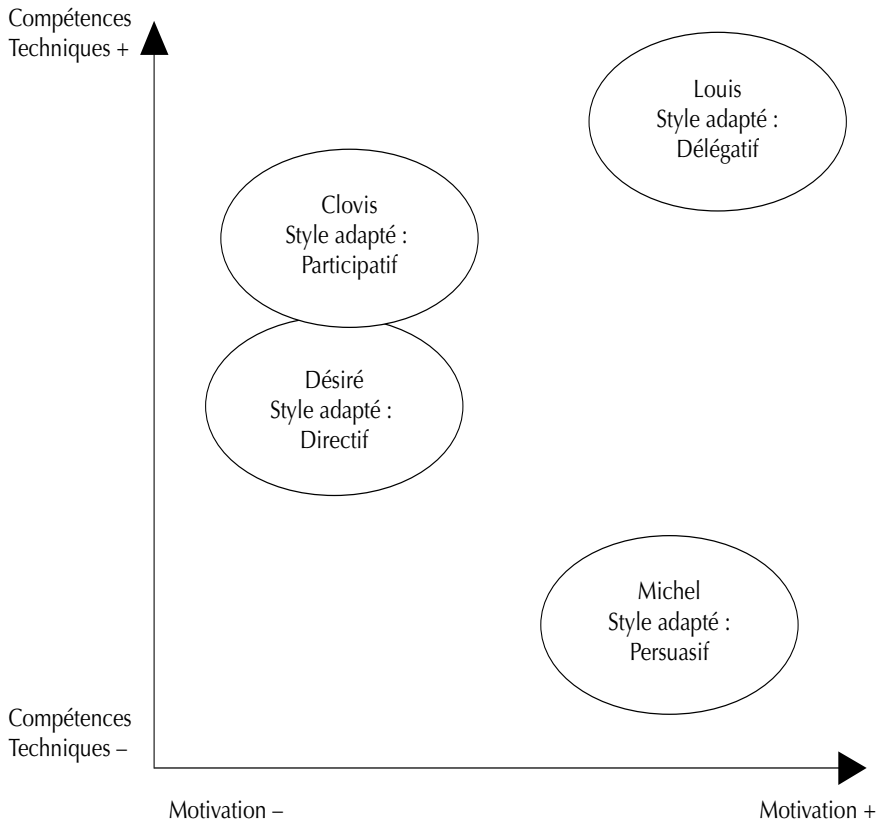 Compétences
Techniques +
Louis
Style adapté :
Délégatif
Clovis
Style adapté :
Participatif
Désiré
Style adapté :
Directif
Michel
Style adapté :
Persuasif
Compétences
Techniques –
Motivation –
Motivation +